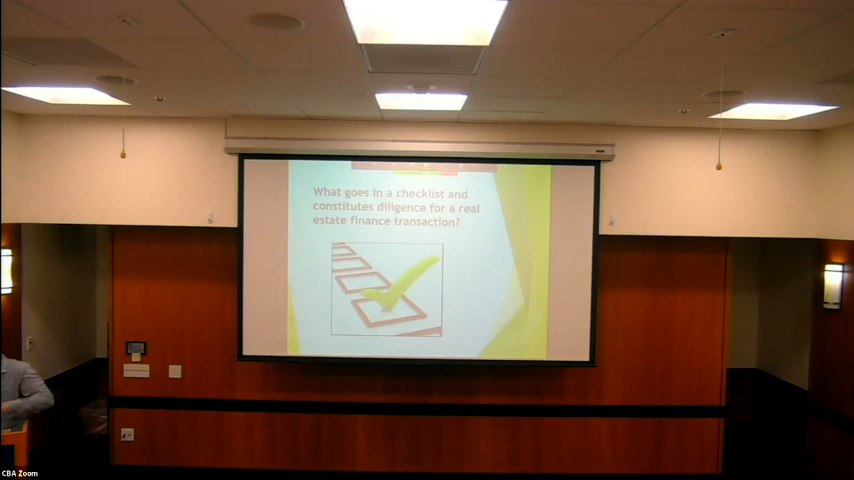 What goes in a checklist and
constitutes diligence for a real
estate finance transaction?
CBA Zoom